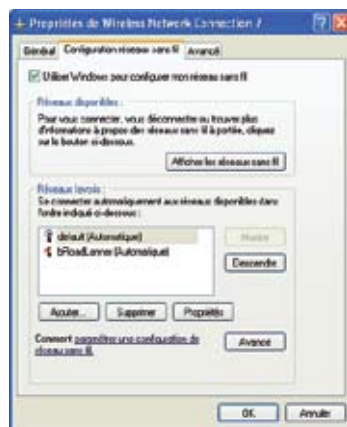 Propriétés de Wireless Network Connection 7
Général
Configuration réseaux sans fil
Avancé
Utiliser Windows pour configurer mon réseau sans fil
Réseaux disponibles :
Pour vous connecter, vous déconnecter ou trouver plus
d'informations à propos des réseaux sans fil à portée, cliquez
sur le bouton ci-dessous.
Afficher les réseaux sans fil
Réseaux favoris :
Se connecter automatiquement aux réseaux disponibles dans
l'ordre indiqué ci-dessous :
default (Automatique)
bRoadLanner (Automatique)
Monter
Descendre
Ajouter...
Supprimer
Propriétés
Comment paramétrer une configuration de
réseau sans fil.
Avancé
OK
Annuler